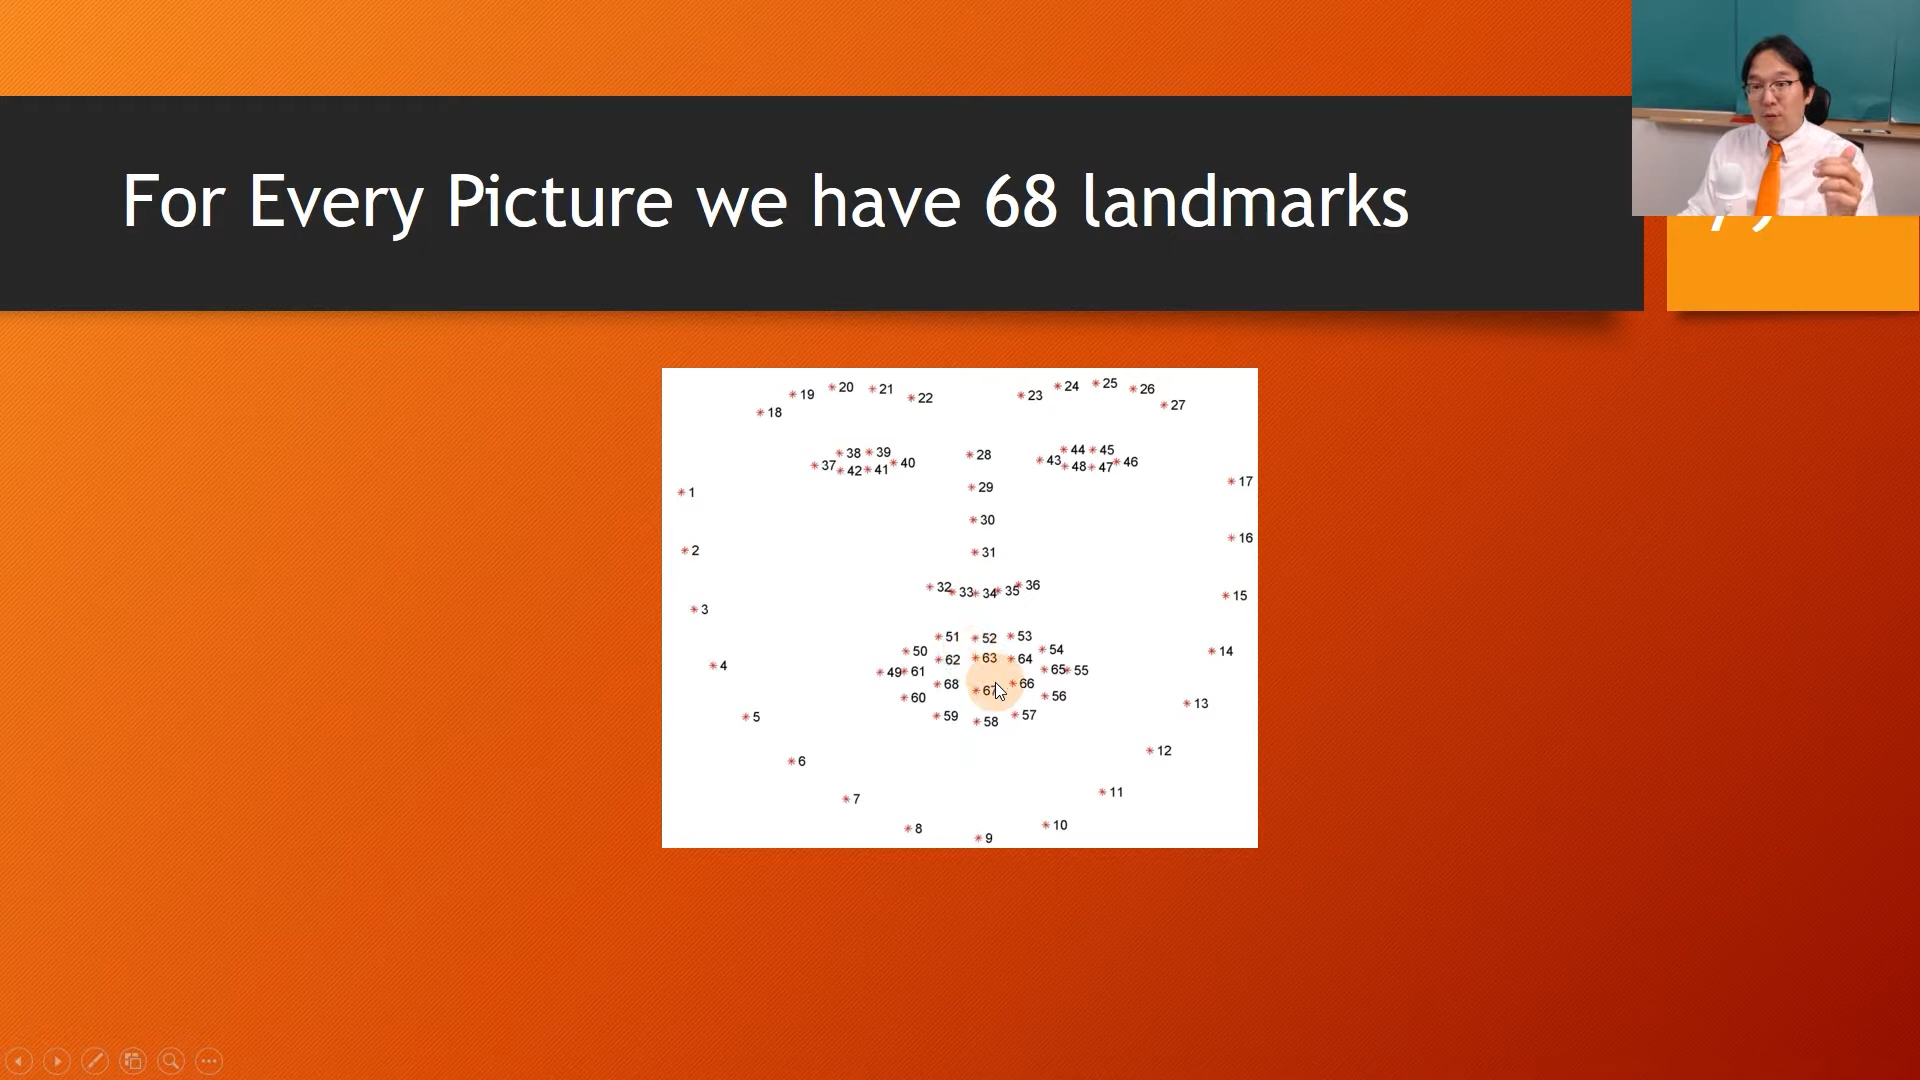 For Every Picture we have 68 landmarks
19 20 21 22 23 24 25 26
18 27
38 39 28 44 45
37 42 41 40 43 48 47 46
1 29 17
30
2 31 16
32 33 34 35 36
3 15
51 52 53
50 62 63 64 54 14
4 49 61 65 55
68 67 66
60 56 13
5 59 58 57
6 12
7 11
8 9 10